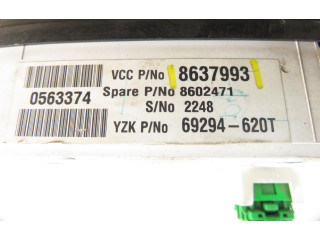 VCC P/No 8637993
0563374
Spare P/No 8602471
S/No 2248
YZK P/No 69294-620T